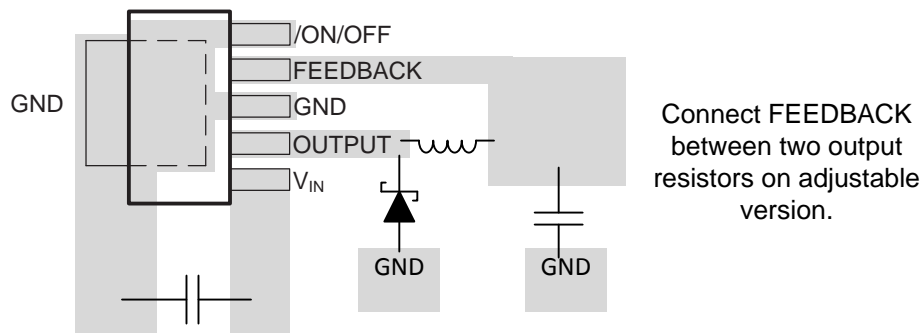 /ON/OFF
FEEDBACK
GND
GND
OUTPUT
VIN
GND
GND
Connect FEEDBACK
between two output
resistors on adjustable
version.